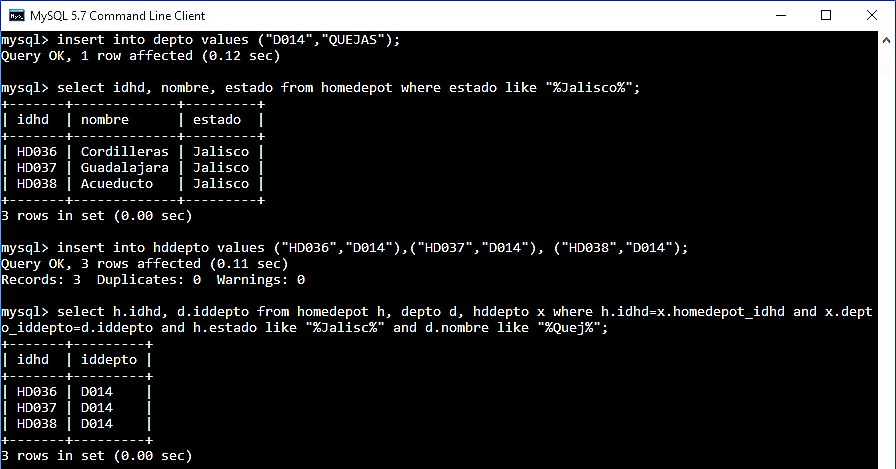 MySQL 5.7 Command Line Client
mysql> insert into depto values ("D014","QUEJAS");
Query OK, 1 row affected (0.12 sec)
mysql> select idhd, nombre, estado from homedepot where estado like "%Jalisco%";
+-------+-------------+---------+
| idhd  | nombre      | estado  |
+-------+-------------+---------+
| HD036 | Cordilleras | Jalisco |
| HD037 | Guadalajara | Jalisco |
| HD038 | Acueducto   | Jalisco |
+-------+-------------+---------+
3 rows in set (0.00 sec)
mysql> insert into hddepto values ("HD036","D014"),("HD037","D014"), ("HD038","D014");
Query OK, 3 rows affected (0.11 sec)
Records: 3  Duplicates: 0  Warnings: 0
mysql> select h.idhd, d.iddepto from homedepot h, depto d, hddepto x where h.idhd=x.homedepot_idhd and x.dept
o_iddepto=d.iddepto and h.estado like "%Jalisc%" and d.nombre like "%Quej%";
+-------+---------+
| idhd  | iddepto |
+-------+---------+
| HD036 | D014    |
| HD037 | D014    |
| HD038 | D014    |
+-------+---------+
3 rows in set (0.00 sec)